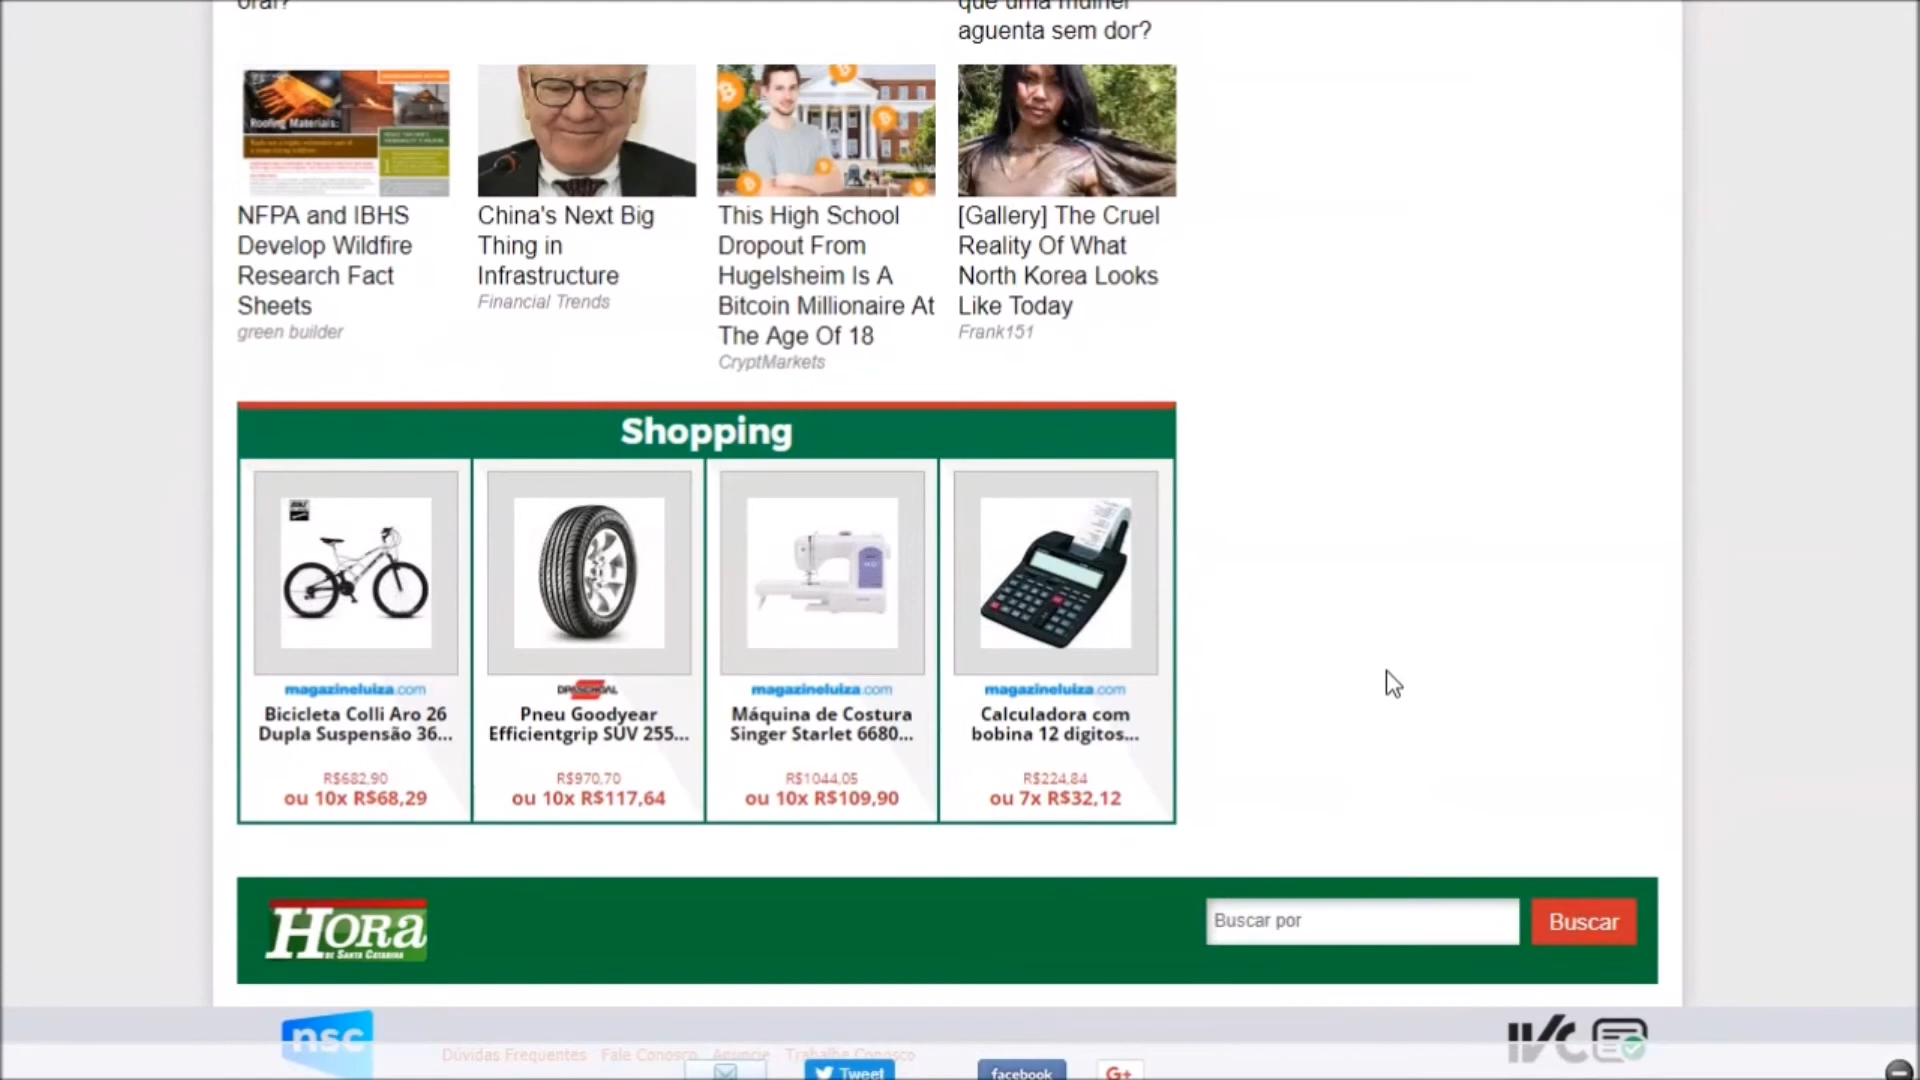 oral?
que uma mulher
aguenta sem dor?
Roofing Materials:
NFPA and IBHS
Develop Wildfire
Research Fact
Sheets
green builder
China's Next Big
Thing in
Infrastructure
Financial Trends
This High School
Dropout From
Hugelsheim Is A
Bitcoin Millionaire At
The Age Of 18
CryptMarkets
[Gallery] The Cruel
Reality Of What
North Korea Looks
Like Today
Frank151
Shopping
magazineluiza.com
Bicicleta Colli Aro 26
Dupla Suspensão 36...
R$682,90
ou 10x R$68,29
DPASCHOAL
Pneu Goodyear
Efficientgrip SUV 255...
R$970,70
ou 10x R$117,64
magazineluiza.com
Máquina de Costura
Singer Starlet 6680...
R$1044,05
ou 10x R$109,90
magazineluiza.com
Calculadora com
bobina 12 digitos...
R$224,84
ou 7x R$32,12
HORA
DE SANTA CATARINA
Buscar por
Buscar
nsc
Dúvidas Frequentes Fale Conosco Anuncie Trabalhe Conosco
IVC
Tweet
facebook
G+